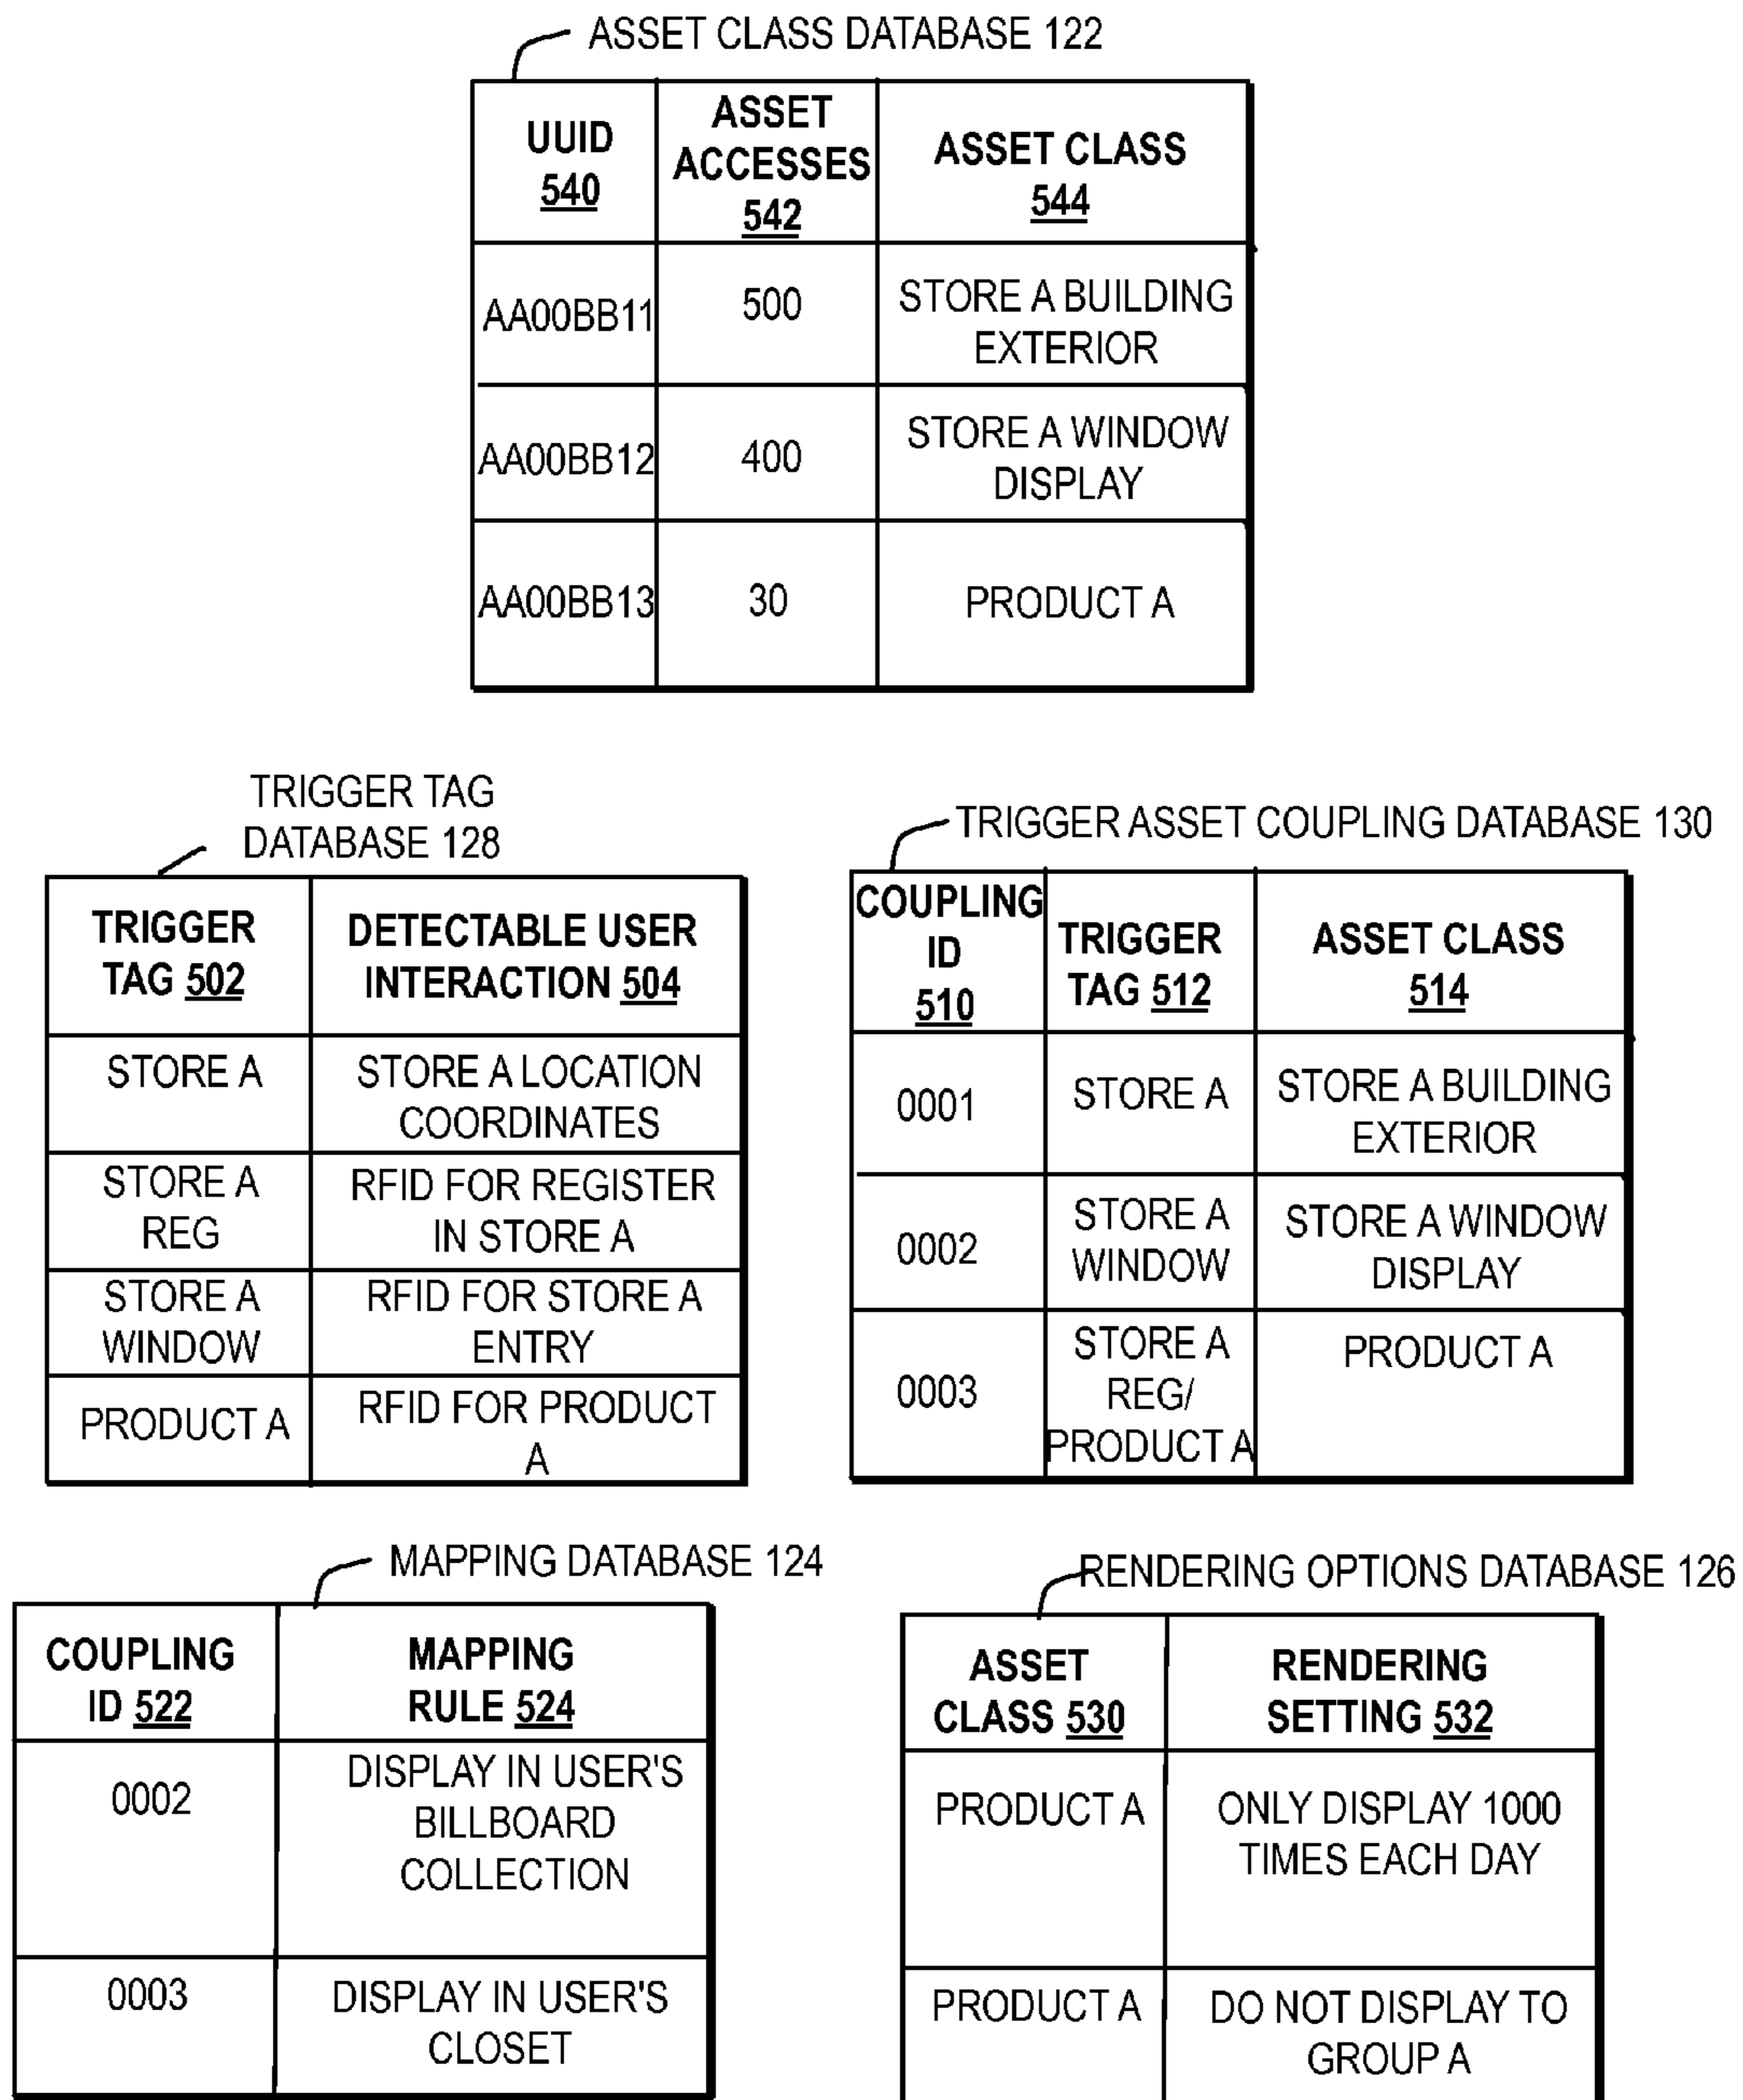 ASSET CLASS DATABASE 122
UUID
540
ASSET
ACCESSES
542
ASSET CLASS
544
AA00BB11
500
STORE A BUILDING
EXTERIOR
AA00BB12
400
STORE A WINDOW
DISPLAY
AA00BB13
30
PRODUCT A
TRIGGER TAG
DATABASE 128
TRIGGER
TAG 502
DETECTABLE USER
INTERACTION 504
STORE A
STORE A LOCATION
COORDINATES
STORE A
REG
RFID FOR REGISTER
IN STORE A
STORE A
WINDOW
RFID FOR STORE A
ENTRY
PRODUCT A
RFID FOR PRODUCT
A
TRIGGER ASSET COUPLING DATABASE 130
COUPLING
ID
510
TRIGGER
TAG 512
ASSET CLASS
514
0001
STORE A
STORE A BUILDING
EXTERIOR
0002
STORE A
WINDOW
STORE A WINDOW
DISPLAY
0003
STORE A
REG/
PRODUCT A
PRODUCT A
MAPPING DATABASE 124
COUPLING
ID 522
MAPPING
RULE 524
0002
DISPLAY IN USER'S
BILLBOARD
COLLECTION
0003
DISPLAY IN USER'S
CLOSET
RENDERING OPTIONS DATABASE 126
ASSET
CLASS 530
RENDERING
SETTING 532
PRODUCT A
ONLY DISPLAY 1000
TIMES EACH DAY
PRODUCT A
DO NOT DISPLAY TO
GROUP A